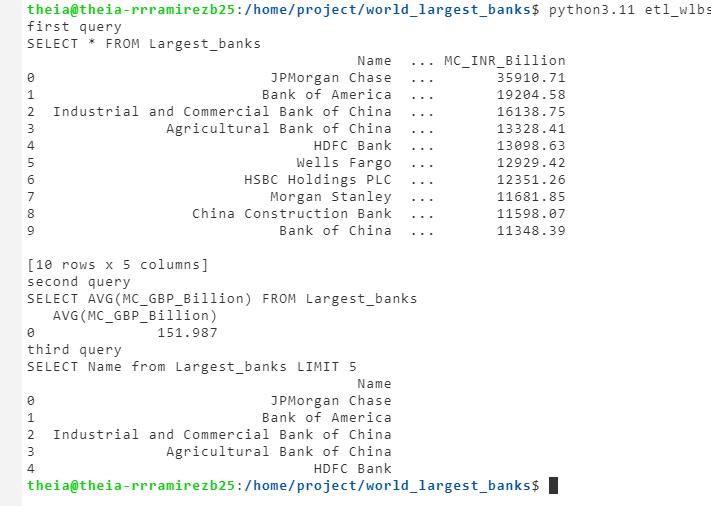 theia@theia-rrramirezb25:/home/project/world_largest_banks$ python3.11 etl_wlbs
first query
SELECT * FROM Largest_banks
                                      Name  ... MC_INR_Billion
0                            JPMorgan Chase  ...       35910.71
1                           Bank of America  ...       19204.58
2  Industrial and Commercial Bank of China  ...       16138.75
3                Agricultural Bank of China  ...       13328.41
4                                 HDFC Bank  ...       13098.63
5                               Wells Fargo  ...       12929.42
6                         HSBC Holdings PLC  ...       12351.26
7                            Morgan Stanley  ...       11681.85
8                   China Construction Bank  ...       11598.07
9                             Bank of China  ...       11348.39
[10 rows x 5 columns]
second query
SELECT AVG(MC_GBP_Billion) FROM Largest_banks
   AVG(MC_GBP_Billion)
0              151.987
third query
SELECT Name from Largest_banks LIMIT 5
                                      Name
0                            JPMorgan Chase
1                           Bank of America
2  Industrial and Commercial Bank of China
3                Agricultural Bank of China
4                                 HDFC Bank
theia@theia-rrramirezb25:/home/project/world_largest_banks$